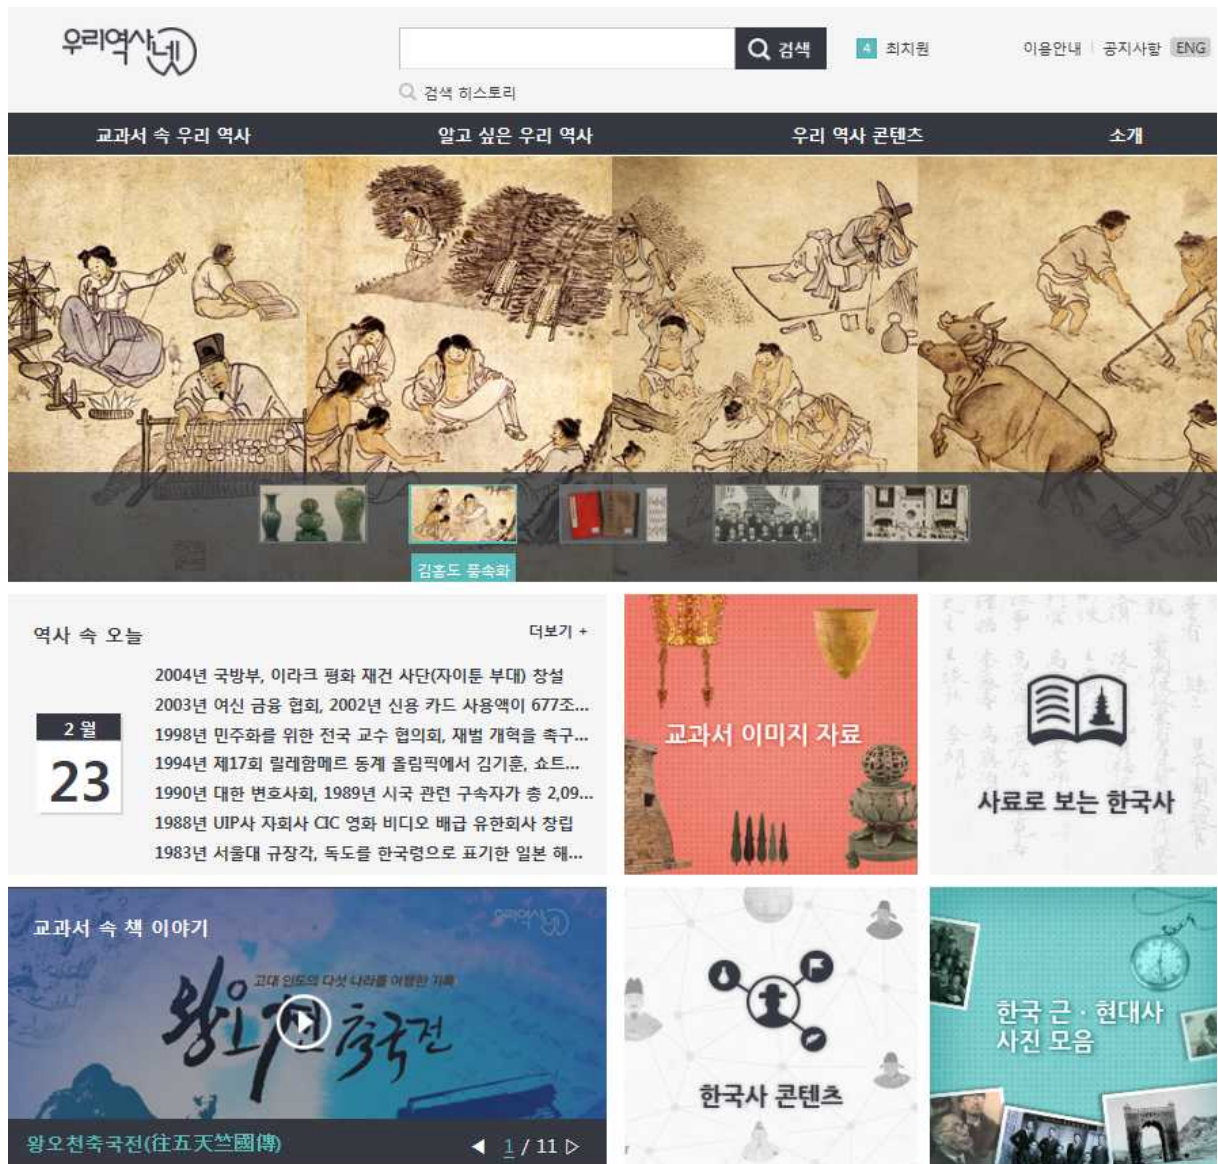 우리역사넷
검색
4 최치원
이용안내
공지사항
ENG
검색 히스토리
교과서 속 우리 역사
알고 싶은 우리 역사
우리 역사 콘텐츠
소개
김홍도 풍속화
역사 속 오늘
더보기 +
2월
23
2004년 국방부, 이라크 평화 재건 사단(자이툰 부대) 창설
2003년 여신 금융 협회, 2002년 신용 카드 사용액이 677조...
1998년 민주화를 위한 전국 교수 협의회, 재벌 개혁을 촉구...
1994년 제17회 릴레함메르 동계 올림픽에서 김기훈, 쇼트...
1990년 대한 변호사회, 1989년 시국 관련 구속자가 총 2,09...
1988년 UIP사 자회사 CIC 영화 비디오 배급 유한회사 창립
1983년 서울대 규장각, 독도를 한국령으로 표기한 일본 해...
교과서 이미지 자료
사료로 보는 한국사
교과서 속 책 이야기
우리역사넷
고대 인도의 다섯 나라를 여행한 기록
왕오천축국전
왕오천축국전(往五天竺國傳)
1 / 11
한국사 콘텐츠
한국 근·현대사
사진 모음